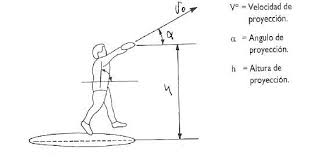 V₀
α
h
V° = Velocidad de
proyección.
α = Angulo de
proyección.
h = Altura de
proyección.